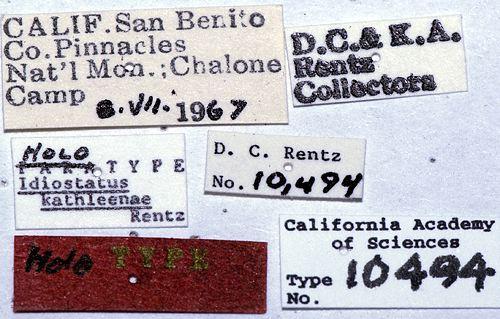 CALIF. San Benito
Co. Pinnacles
Nat'l Mon.; Chalone
Camp 8.VII.1967
D.C.& K.A.
Rentz
Collectors
HOLO
PARATYPE
Idiostatus
kathleenae
Rentz
D. C. Rentz
No. 10,494
Holo TYPE
California Academy
of Sciences
Type
No. 10494